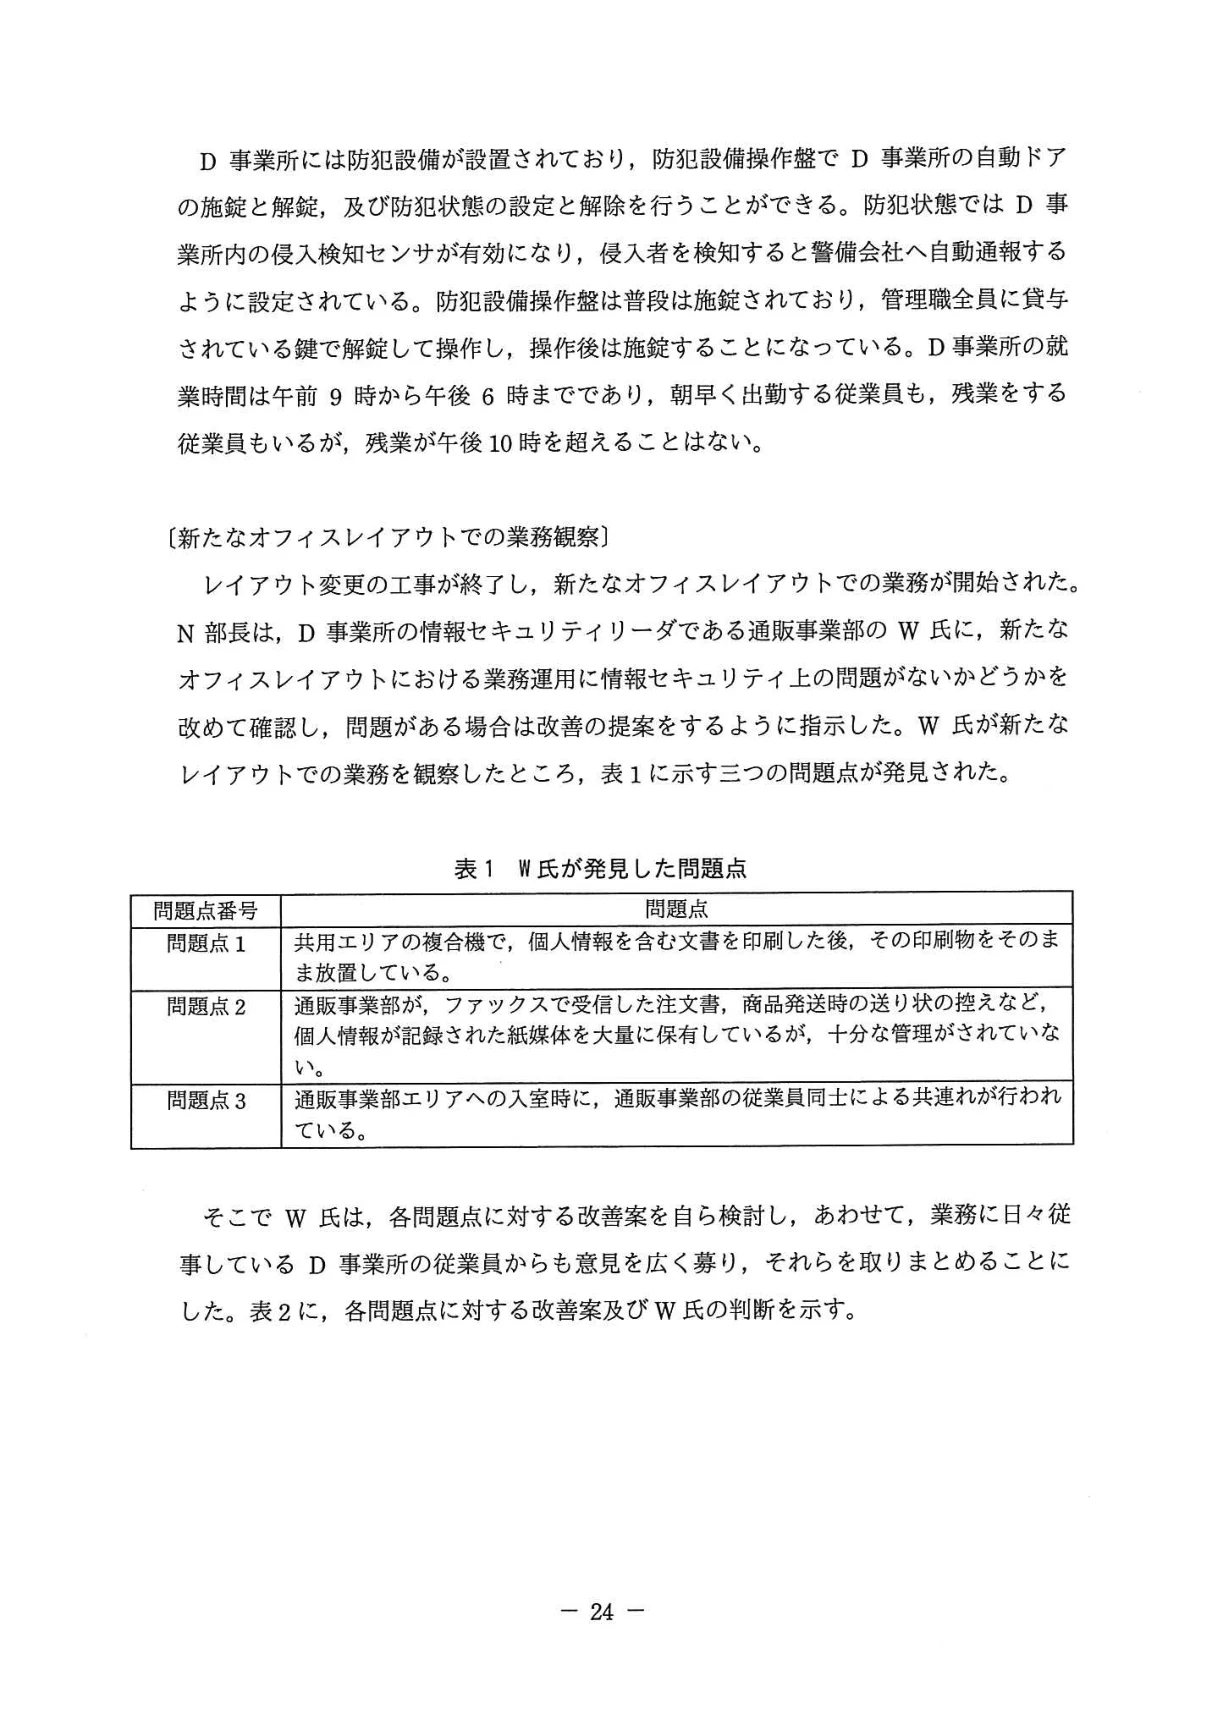 D 事業所には防犯設備が設置されており，防犯設備操作盤で D 事業所の自動ドア
の施錠と解錠，及び防犯状態の設定と解除を行うことができる。防犯状態では D 事
業所内の侵入検知センサが有効になり，侵入者を検知すると警備会社へ自動通報する
ように設定されている。防犯設備操作盤は普段は施錠されており，管理職全員に貸与
されている鍵で解錠して操作し，操作後は施錠することになっている。D 事業所の就
業時間は午前 9 時から午後 6 時までであり，朝早く出勤する従業員も，残業をする
従業員もいるが，残業が午後 10 時を超えることはない。
〔新たなオフィスレイアウトでの業務観察〕
レイアウト変更の工事が終了し，新たなオフィスレイアウトでの業務が開始された。
N 部長は，D 事業所の情報セキュリティリーダである通販事業部の W 氏に，新たな
オフィスレイアウトにおける業務運用に情報セキュリティ上の問題がないかどうかを
改めて確認し，問題がある場合は改善の提案をするように指示した。W 氏が新たな
レイアウトでの業務を観察したところ，表 1 に示す三つの問題点が発見された。
表 1 W 氏が発見した問題点
問題点番号 問題点
問題点 1 共用エリアの複合機で，個人情報を含む文書を印刷した後，その印刷物をそのま
ま放置している。
問題点 2 通販事業部が，ファックスで受信した注文書，商品発送時の送り状の控えなど，
個人情報が記録された紙媒体を大量に保有しているが，十分な管理がされていな
い。
問題点 3 通販事業部エリアへの入室時に，通販事業部の従業員同士による共連れが行われ
ている。
そこで W 氏は，各問題点に対する改善案を自ら検討し，あわせて，業務に日々従
事している D 事業所の従業員からも意見を広く募り，それらを取りまとめることに
した。表 2 に，各問題点に対する改善案及び W 氏の判断を示す。
－ 24 －